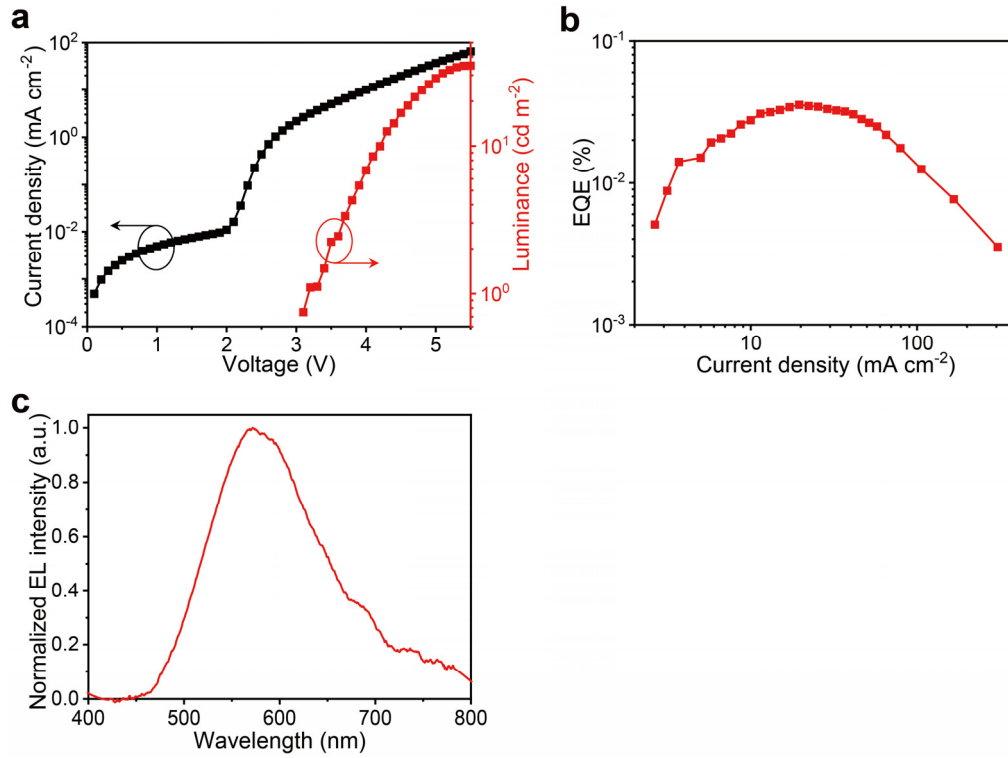 a
Current density (mA cm⁻²)
10²
10⁰
10⁻²
10⁻⁴
0 1 2 3 4 5
Voltage (V)
10¹
10⁰
Luminance (cd m⁻²)
b
EQE (%)
10⁻¹
10⁻²
10⁻³
10 100
Current density (mA cm⁻²)
c
Normalized EL intensity (a.u.)
1.0
0.8
0.6
0.4
0.2
0.0
400 500 600 700 800
Wavelength (nm)